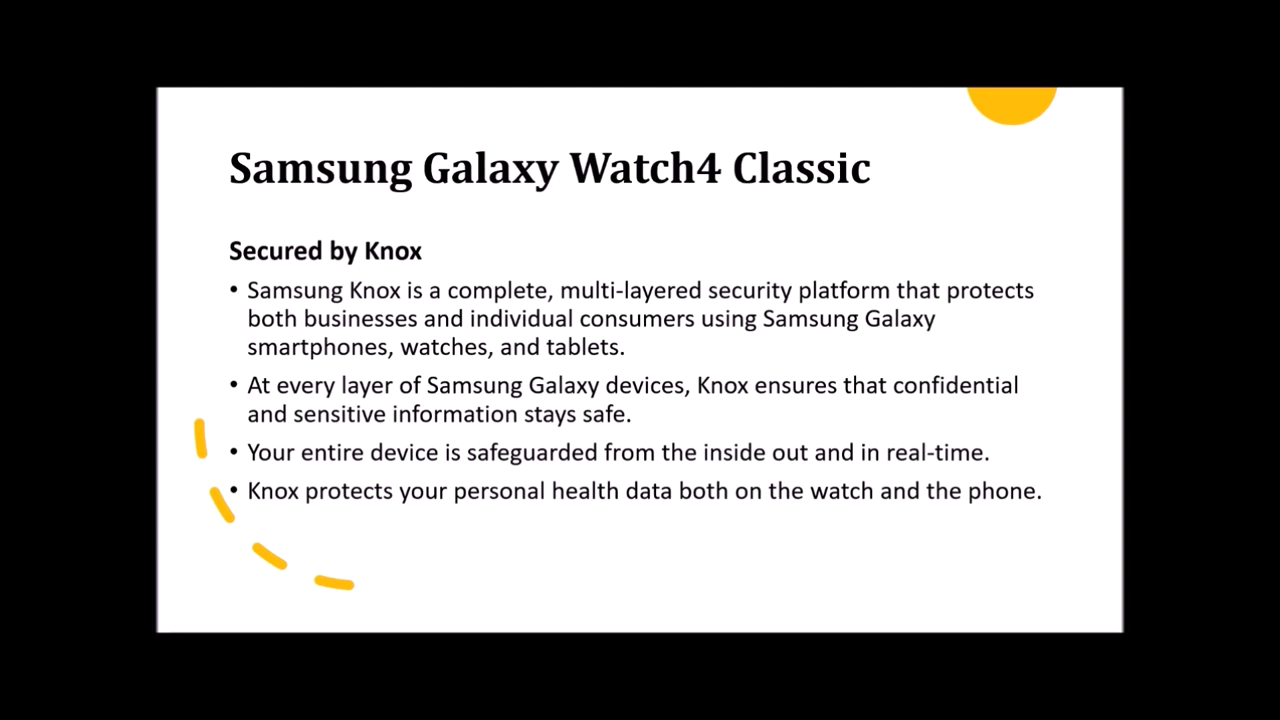 Samsung Galaxy Watch4 Classic
Secured by Knox
• Samsung Knox is a complete, multi-layered security platform that protects
both businesses and individual consumers using Samsung Galaxy
smartphones, watches, and tablets.
• At every layer of Samsung Galaxy devices, Knox ensures that confidential
and sensitive information stays safe.
• Your entire device is safeguarded from the inside out and in real-time.
• Knox protects your personal health data both on the watch and the phone.